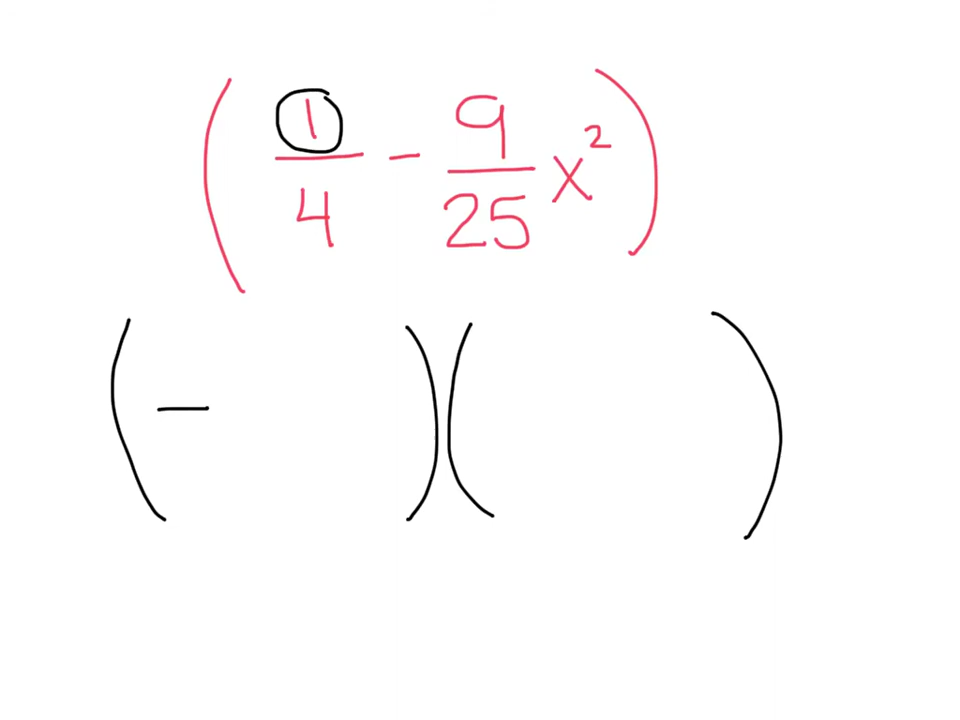 ( 1/4 - 9/25 x² )
( — )( )